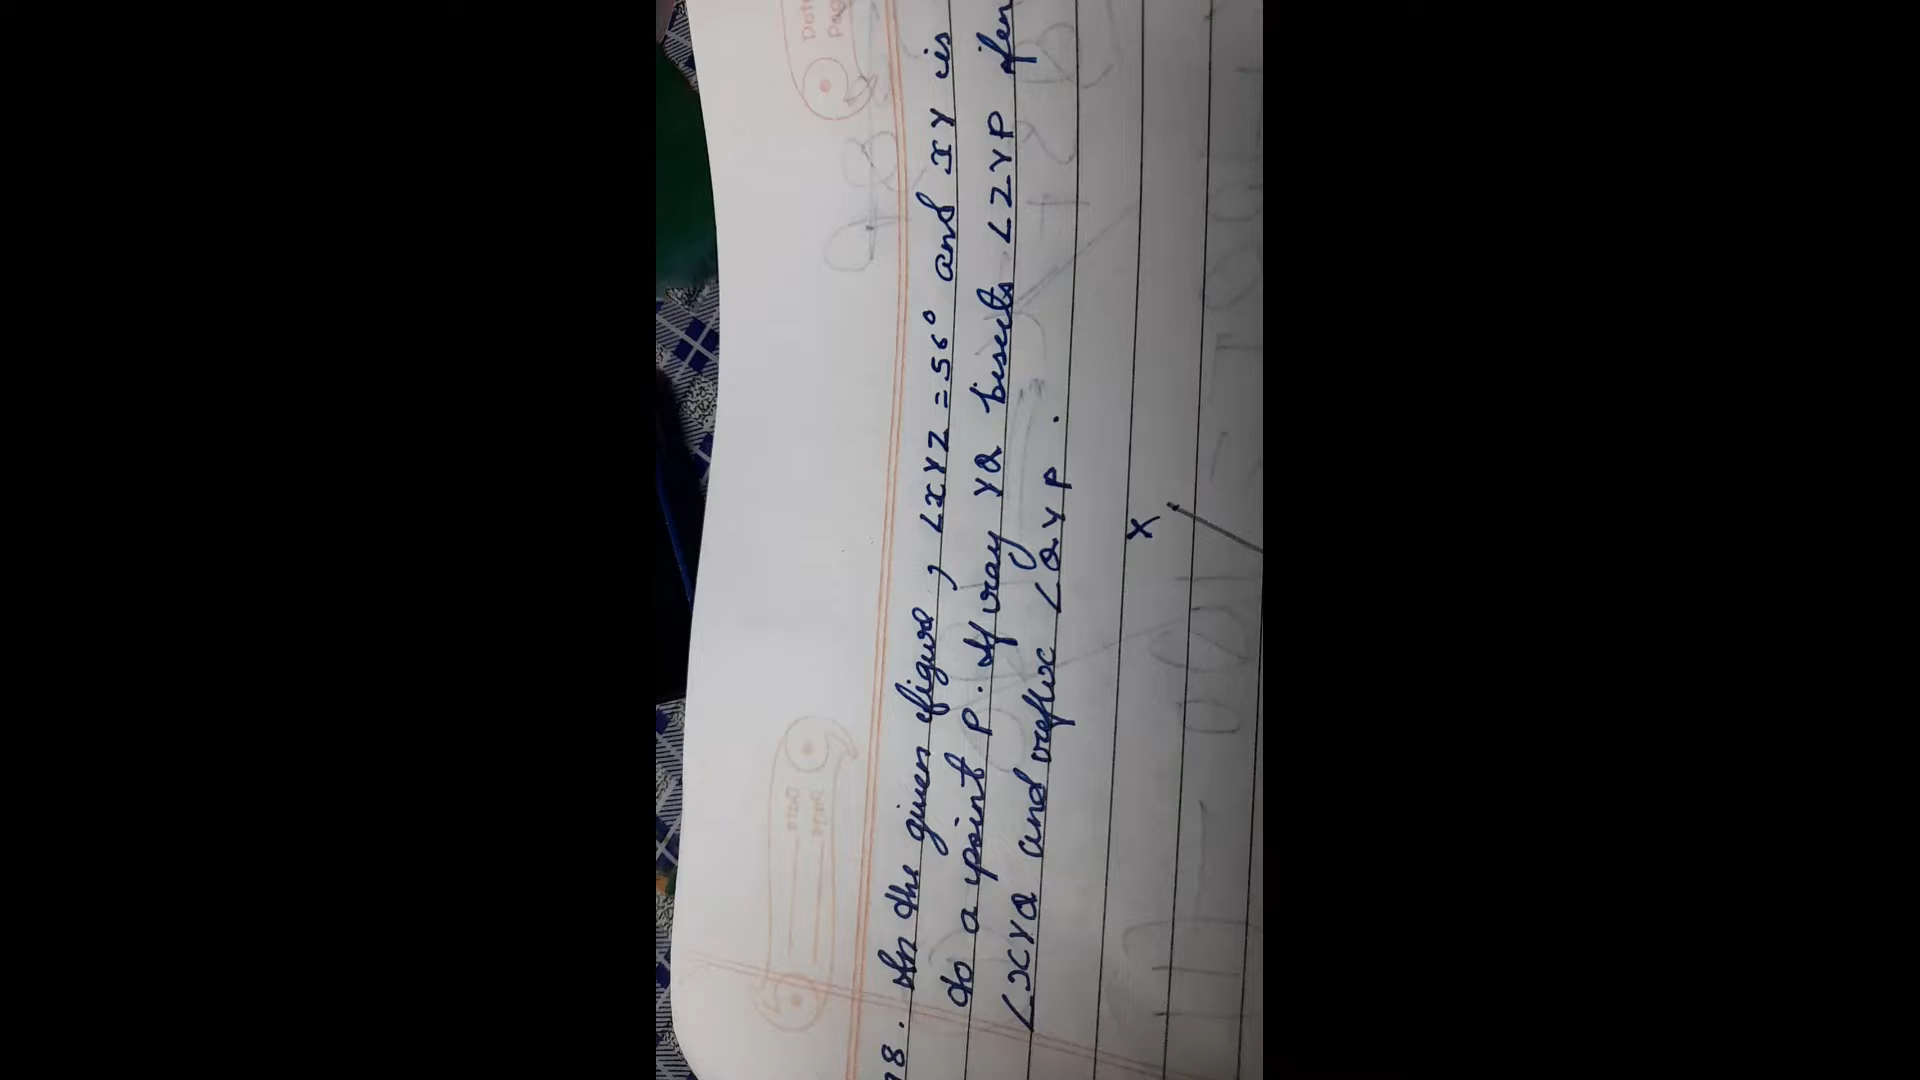 8. In the given figure, ∠XYZ = 56° and XY is
to a point P. If ray YQ bisects ∠ZYP
∠XYQ and reflex ∠QYP.
X